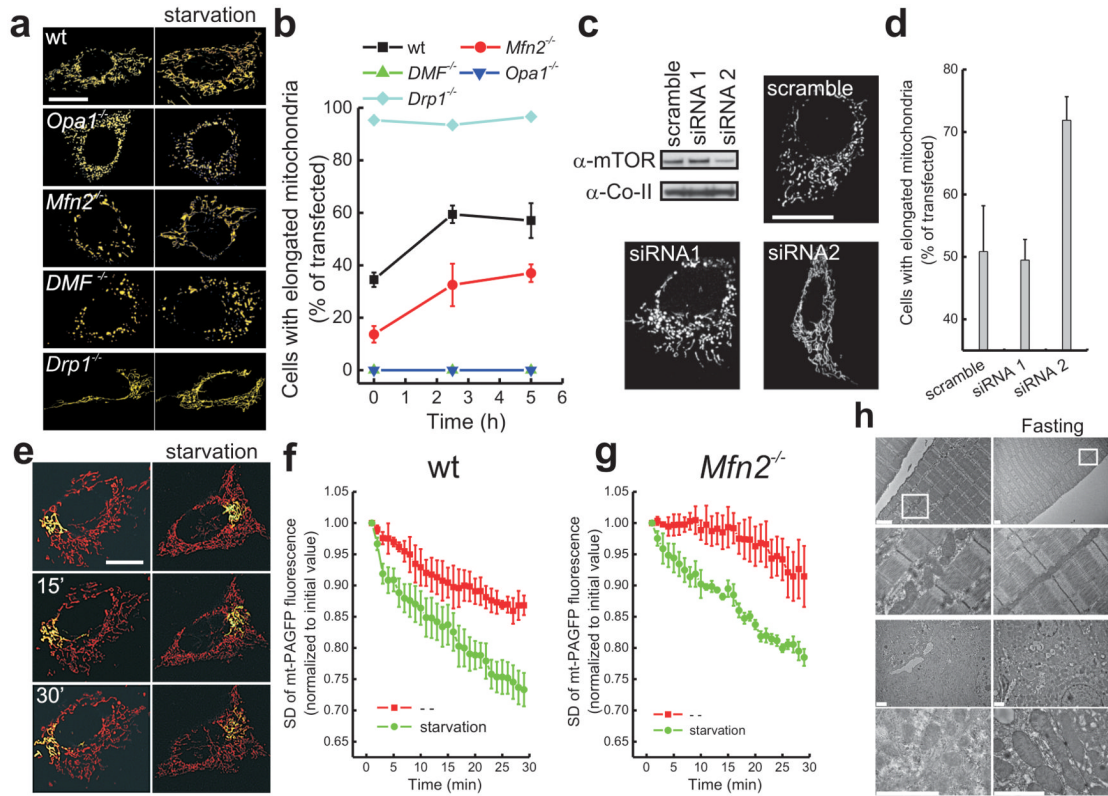 a
starvation
wt
Opa1-/-
Mfn2-/-
DMF -/-
Drp1-/-
b
wt
Mfn2-/-
DMF-/-
Opa1-/-
Drp1-/-
Cells with elongated mitochondria
(% of transfected)
100
80
60
40
20
0
0 1 2 3 4 5 6
Time (h)
c
scramble
siRNA 1
siRNA 2
α-mTOR
α-Co-II
scramble
siRNA1
siRNA2
d
Cells with elongated mitochondria
(% of transfected)
80
70
60
50
40
scramble
siRNA 1
siRNA 2
e
starvation
15'
30'
f
wt
SD of mt-PAGFP fluorescence
(normalized to initial value)
1.05
1.00
0.95
0.90
0.85
0.80
0.75
0.70
0.65
--
starvation
0 5 10 15 20 25 30
Time (min)
g
Mfn2-/-
SD of mt-PAGFP fluorescence
(normalized to initial value)
1.05
1.00
0.95
0.90
0.85
0.80
0.75
0.70
0.65
--
starvation
0 5 10 15 20 25 30
Time (min)
h
Fasting